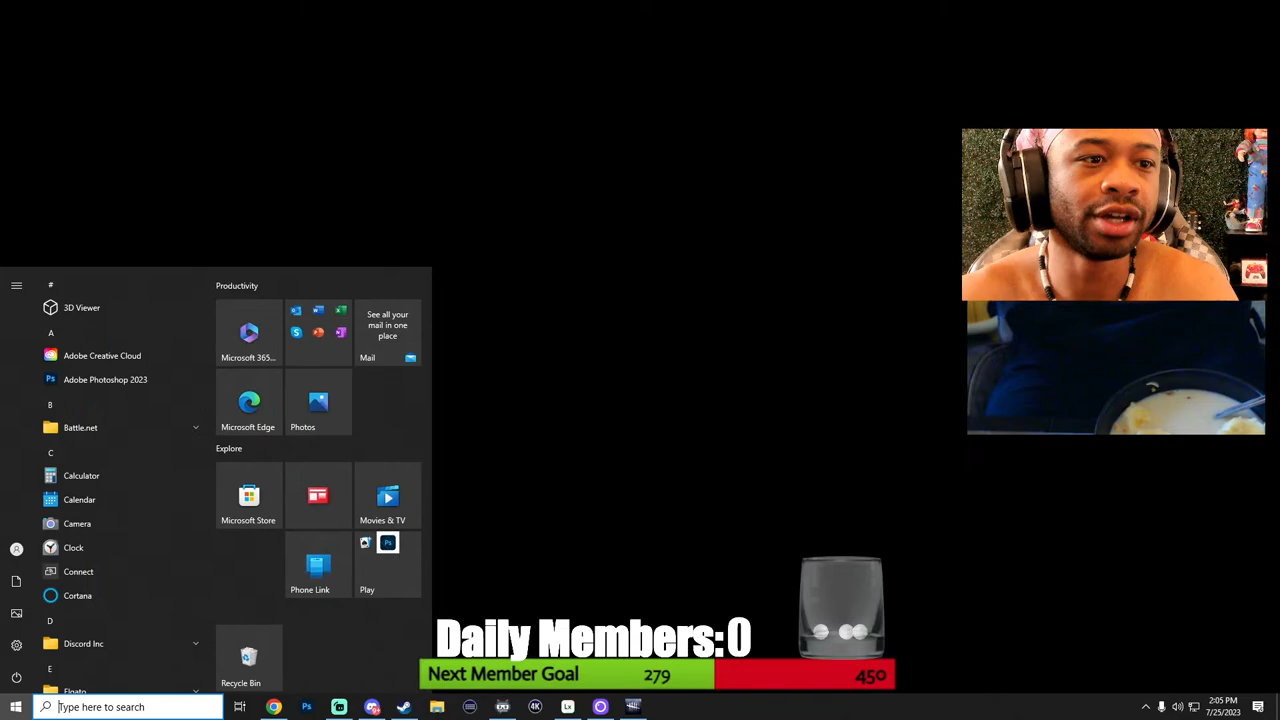 #
3D Viewer
A
Adobe Creative Cloud
Adobe Photoshop 2023
B
Battle.net
C
Calculator
Calendar
Camera
Clock
Connect
Cortana
D
Discord Inc
E
Elgato
Productivity
Microsoft 365...
See all your
mail in one
place
Mail
Microsoft Edge
Photos
Explore
Microsoft Store
Movies & TV
Phone Link
Play
Recycle Bin
Daily Members:0
Next Member Goal 279 450
Type here to search
2:05 PM
7/25/2023